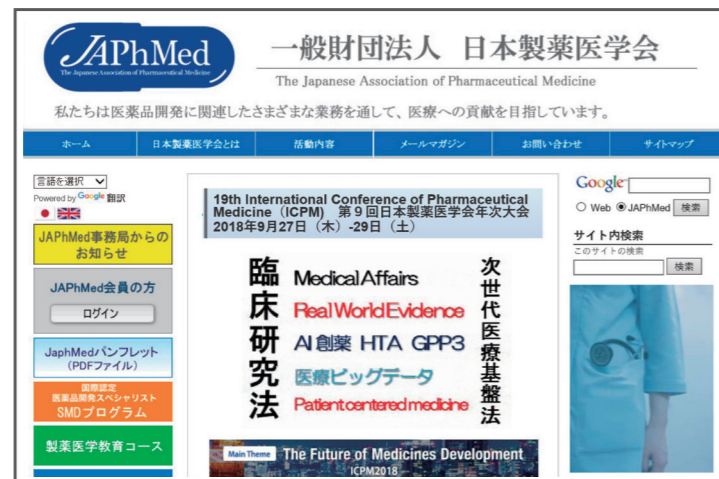 JAPhMed
The Japanese Association of Pharmaceutical Medicine
一般財団法人 日本製薬医学会
The Japanese Association of Pharmaceutical Medicine
私たちは医薬品開発に関連したさまざまな業務を通して、医療への貢献を目指しています。
ホーム 日本製薬医学会とは 活動内容 メールマガジン お問い合わせ サイトマップ
言語を選択
Powered by Google 翻訳
JAPhMed事務局からの
お知らせ
JAPhMed会員の方
ログイン
JaphMedパンフレット
(PDFファイル)
国際認定
医薬品開発スペシャリスト
SMDプログラム
製薬医学教育コース
19th International Conference of Pharmaceutical
Medicine（ICPM) 第９回日本製薬医学会年次大会
2018年9月27日（木）-29日（土）
臨床研究法
Medical Affairs
Real World Evidence
AI創薬 HTA GPP3
医療ビッグデータ
Patient centered medicine
次世代医療基盤法
Main Theme The Future of Medicines Development
ICPM2018
Google
Web JAPhMed 検索
サイト内検索
このサイトの検索
検索